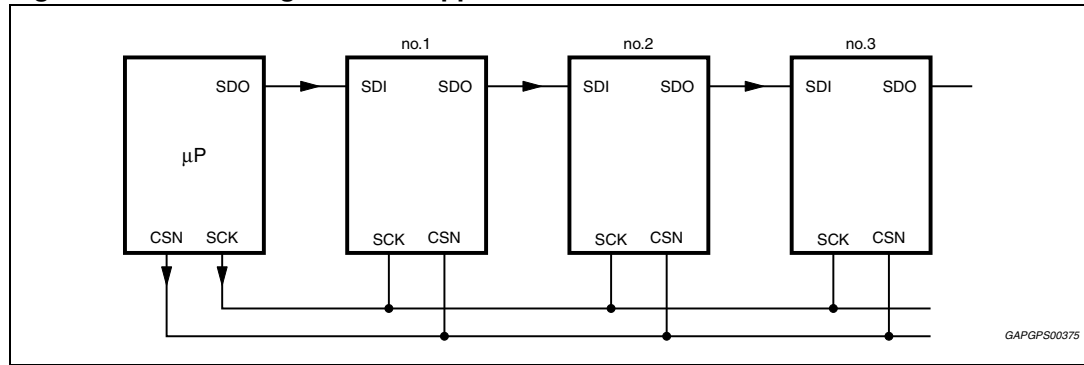 no.1 no.2 no.3
SDO SDI SDO SDI SDO SDI SDO
µP
CSN SCK SCK CSN SCK CSN SCK CSN
GAPGPS00375